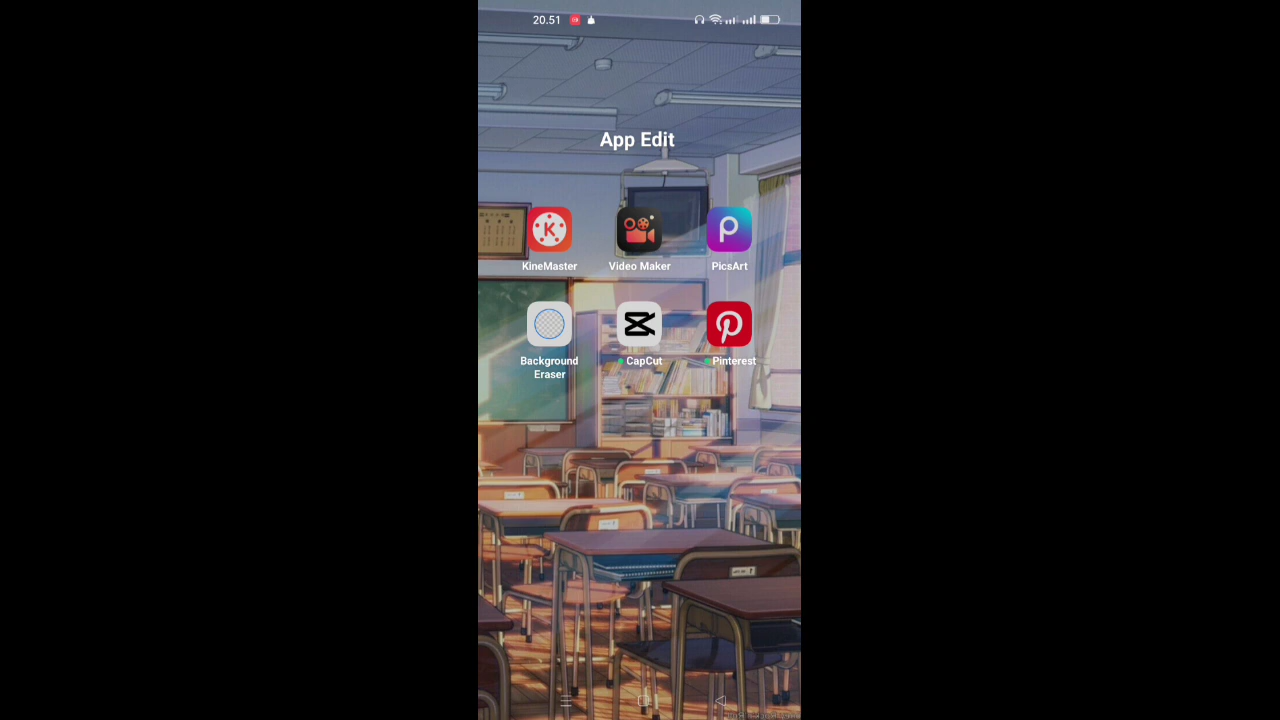 20.51
App Edit
KineMaster
Video Maker
PicsArt
Background
Eraser
CapCut
Pinterest